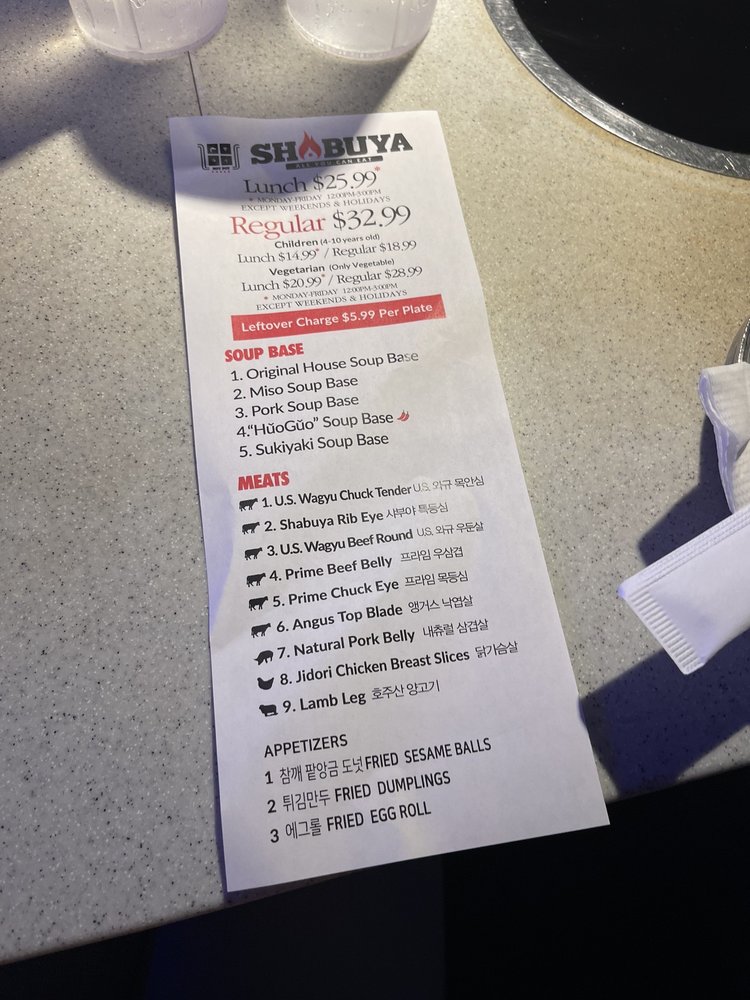 SHABUYA
ALL YOU CAN EAT
Lunch $25.99*
* MONDAY-FRIDAY 12:00PM-3:00PM
EXCEPT WEEKENDS & HOLIDAYS
Regular $32.99
Children (4-10 years old)
Lunch $14.99* / Regular $18.99
Vegetarian (Only Vegetable)
Lunch $20.99* / Regular $28.99
* MONDAY-FRIDAY 12:00PM-3:00PM
EXCEPT WEEKENDS & HOLIDAYS
Leftover Charge $5.99 Per Plate
SOUP BASE
1. Original House Soup Base
2. Miso Soup Base
3. Pork Soup Base
4."HŭoGŭo" Soup Base
5. Sukiyaki Soup Base
MEATS
1. U.S. Wagyu Chuck Tender U.S. 와규 목안심
2. Shabuya Rib Eye 샤부야 특등심
3. U.S. Wagyu Beef Round U.S. 와규 우둔살
4. Prime Beef Belly 프라임 우삼겹
5. Prime Chuck Eye 프라임 목등심
6. Angus Top Blade 앵거스 낙엽살
7. Natural Pork Belly 내츄럴 삼겹살
8. Jidori Chicken Breast Slices 닭가슴살
9. Lamb Leg 호주산 양고기
APPETIZERS
1 참깨 팥앙금 도넛 FRIED SESAME BALLS
2 튀김만두 FRIED DUMPLINGS
3 에그롤 FRIED EGG ROLL